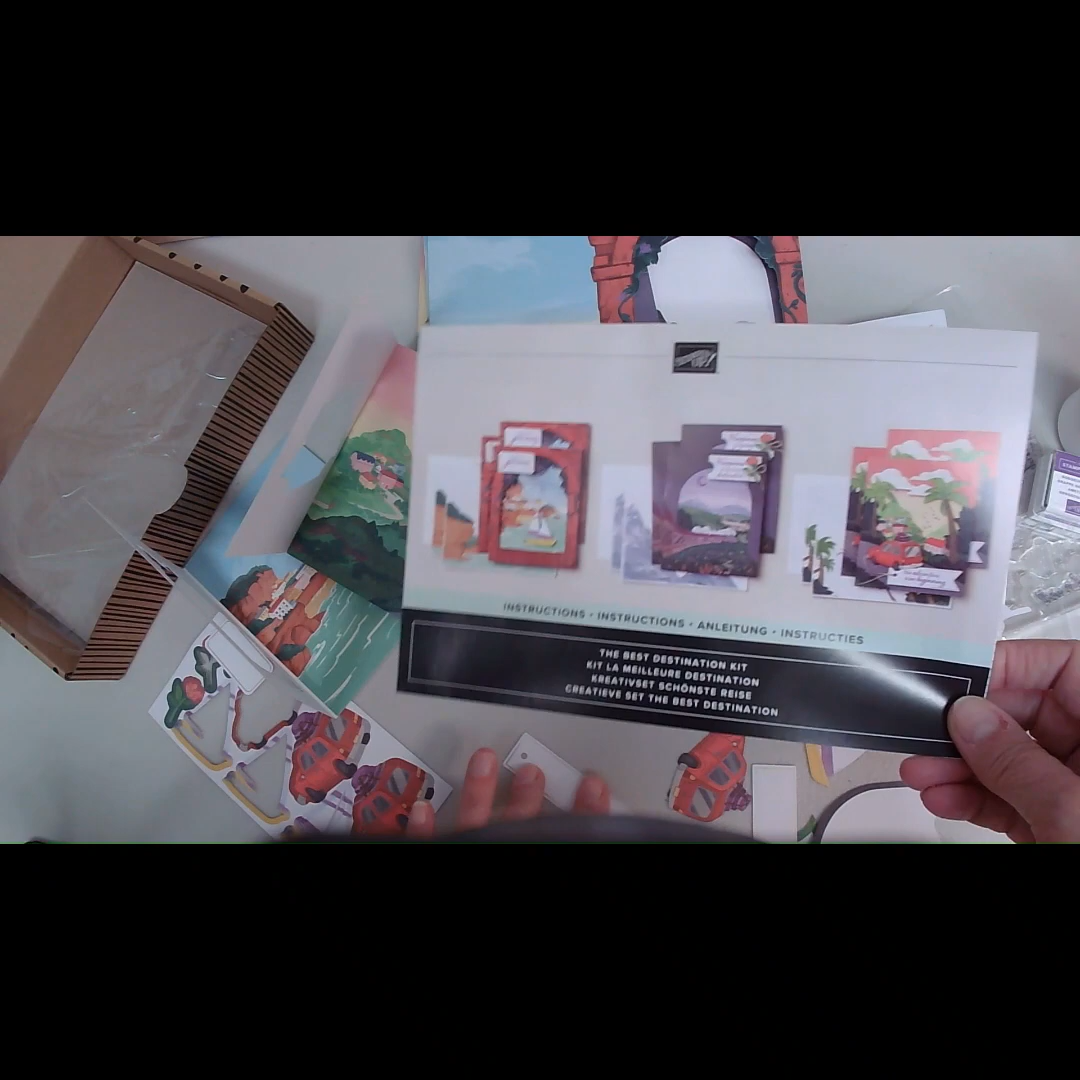 INSTRUCTIONS • INSTRUCTIONS • ANLEITUNG • INSTRUCTIES
THE BEST DESTINATION KIT
KIT LA MEILLEURE DESTINATION
KREATIVSET SCHÖNSTE REISE
CREATIEVE SET THE BEST DESTINATION